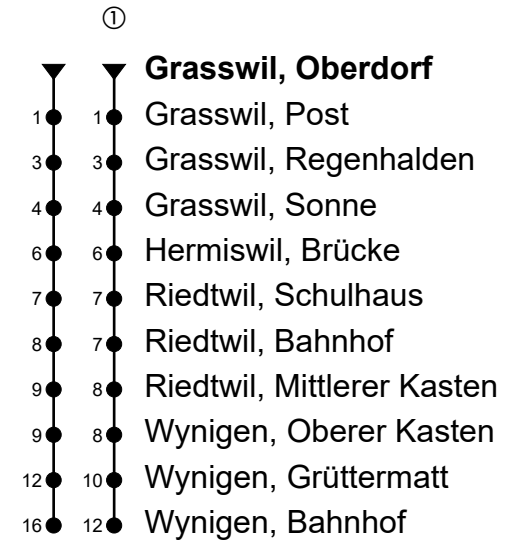 ①
Grasswil, Oberdorf
1 1 Grasswil, Post
3 3 Grasswil, Regenhalden
4 4 Grasswil, Sonne
6 6 Hermiswil, Brücke
7 7 Riedtwil, Schulhaus
8 7 Riedtwil, Bahnhof
9 8 Riedtwil, Mittlerer Kasten
9 8 Wynigen, Oberer Kasten
12 10 Wynigen, Grüttermatt
16 12 Wynigen, Bahnhof